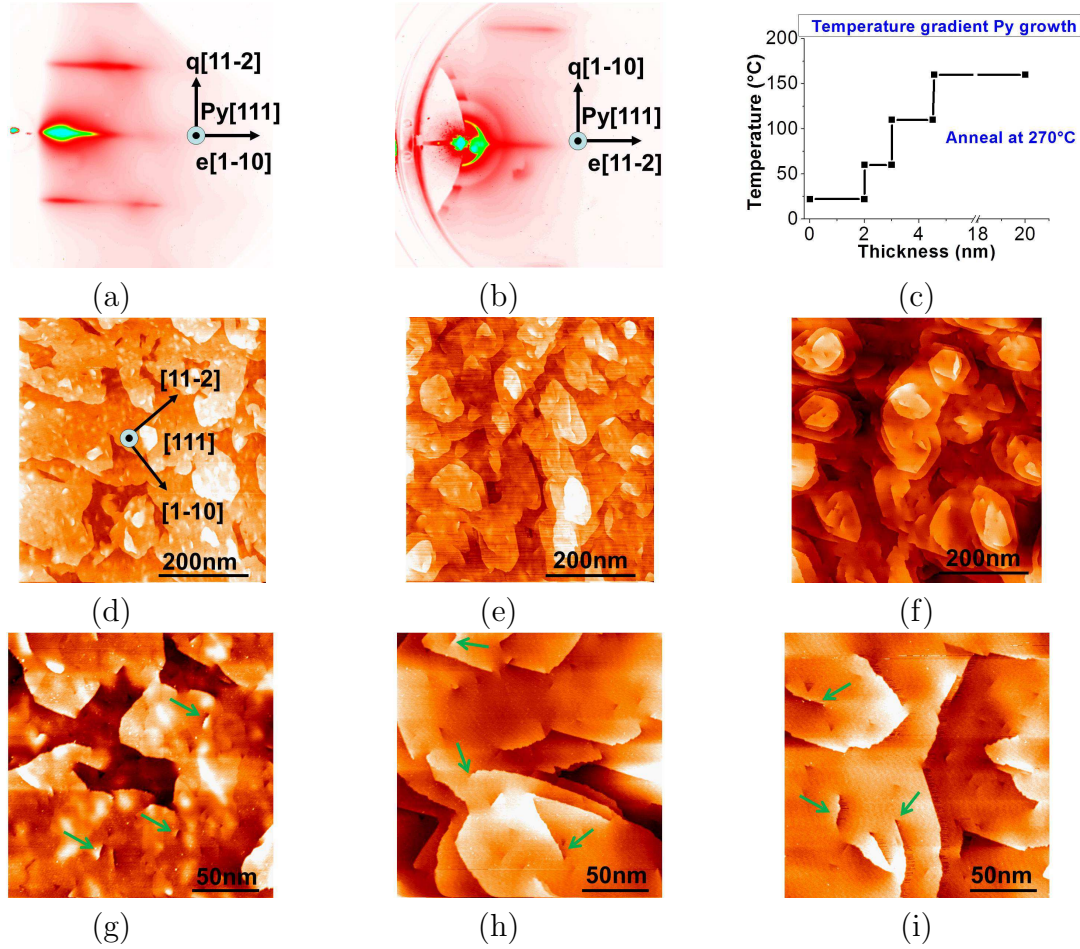 q[11-2]
Py[111]
e[1-10]
(a)
q[1-10]
Py[111]
e[11-2]
(b)
Temperature gradient Py growth
200
150
100
50
0
Temperature (°C)
Anneal at 270°C
0 2 4 18 20
Thickness (nm)
(c)
[11-2]
[111]
[1-10]
200nm
(d)
200nm
(e)
200nm
(f)
50nm
(g)
50nm
(h)
50nm
(i)